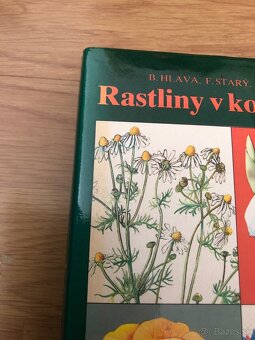 B. HLAVA, F. STARÝ,
Rastliny v ko